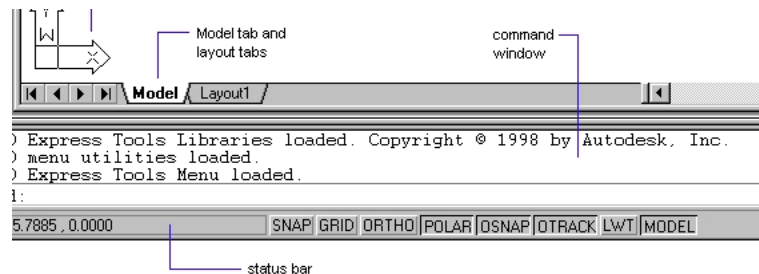 W
X
Model tab and
layout tabs
command
window
Model Layout1
) Express Tools Libraries loaded. Copyright © 1998 by Autodesk, Inc.
) menu utilities loaded.
) Express Tools Menu loaded.
d:
5.7885 , 0.0000 SNAP GRID ORTHO POLAR OSNAP OTRACK LWT MODEL
status bar